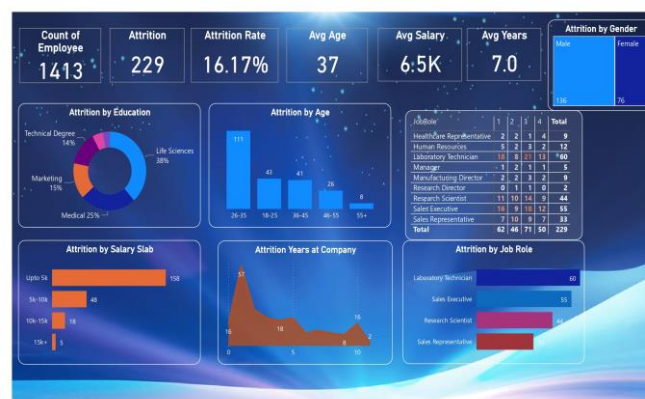 Count of
Employee
1413
Attrition
229
Attrition Rate
16.17%
Avg Age
37
Avg Salary
6.5K
Avg Years
7.0
Attrition by Gender
Male
Female
136
76
Attrition by Education
Technical Degree
14%
Life Sciences
38%
Marketing
15%
Medical 25%
Attrition by Age
111
43
41
26
8
26-35 18-25 36-45 46-55 55+
JobRole 1 2 3 4 Total
Healthcare Representative 2 2 1 4 9
Human Resources 5 2 3 2 12
Laboratory Technician 18 8 21 13 60
Manager 1 2 1 1 5
Manufacturing Director 2 2 3 2 9
Research Director 0 1 1 0 2
Research Scientist 11 10 14 9 44
Sales Executive 16 9 18 12 55
Sales Representative 7 10 9 7 33
Total 62 46 71 50 229
Attrition by Salary Slab
Upto 5k 158
5k-10k 48
10k-15k 18
15k+ 5
Attrition Years at Company
57
16
18
16
8
2
0 5 10
Attrition by Job Role
Laboratory Technician 60
Sales Executive 55
Research Scientist 44
Sales Representative